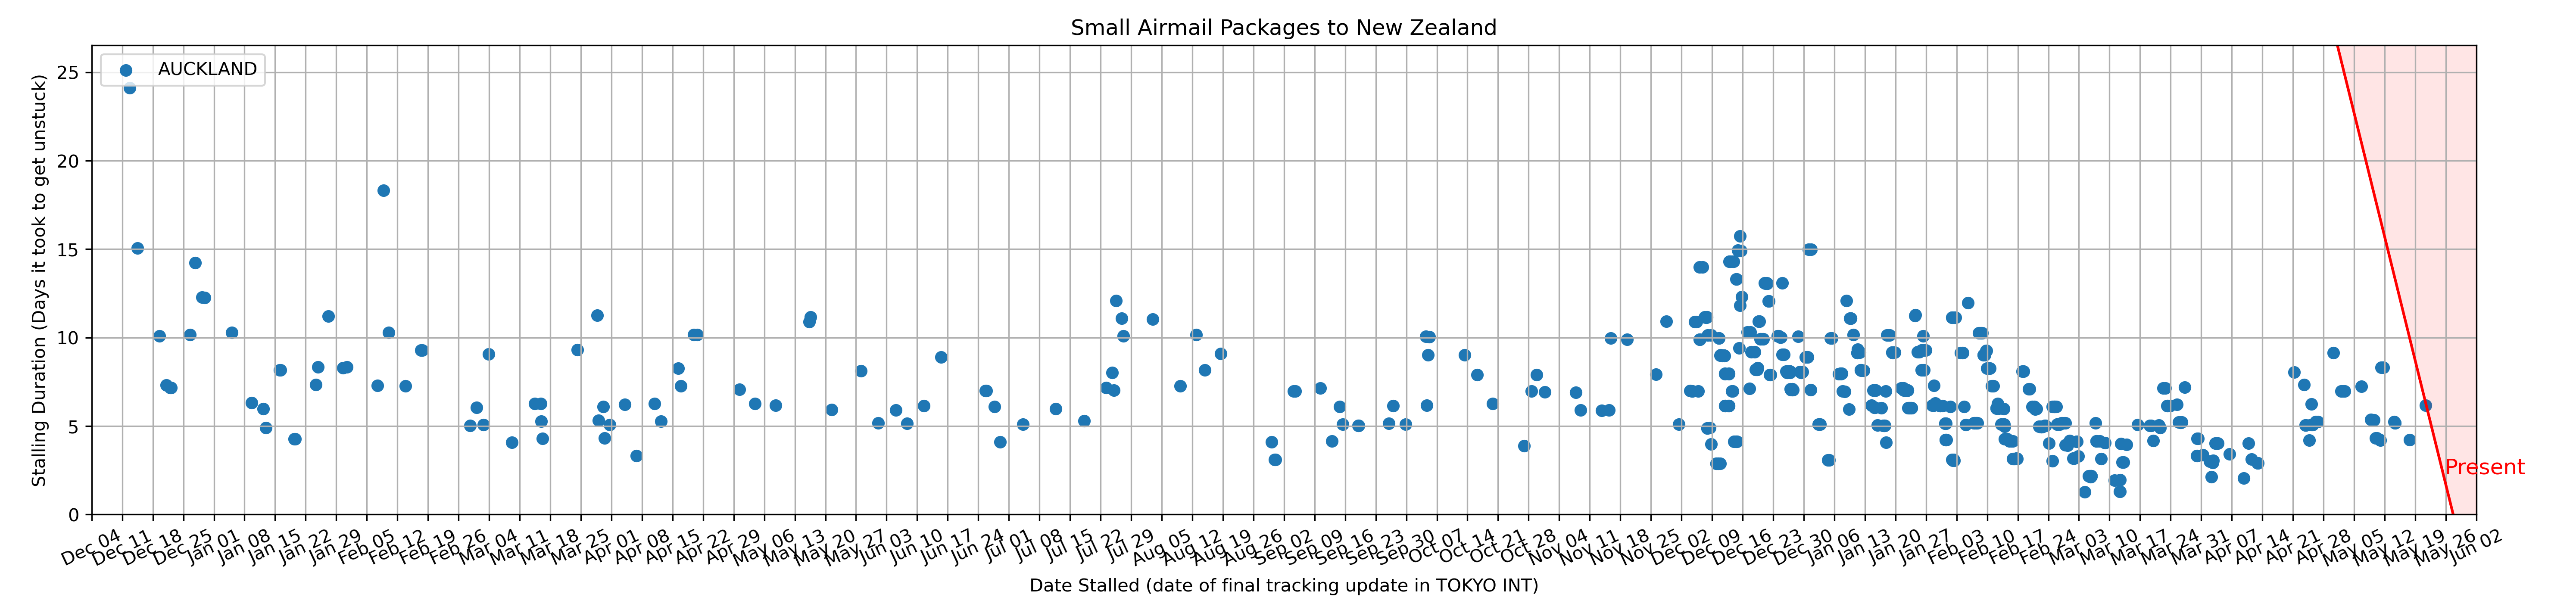 Small Airmail Packages to New Zealand
AUCKLAND
Stalling Duration (Days it took to get unstuck)
25
20
15
10
5
0
Present
Dec 04 Dec 11 Dec 18 Dec 25 Jan 01 Jan 08 Jan 15 Jan 22 Jan 29 Feb 05 Feb 12 Feb 19 Feb 26 Mar 04 Mar 11 Mar 18 Mar 25 Apr 01 Apr 08 Apr 15 Apr 22 Apr 29 May 06 May 13 May 20 May 27 Jun 03 Jun 10 Jun 17 Jun 24 Jul 01 Jul 08 Jul 15 Jul 22 Jul 29 Aug 05 Aug 12 Aug 19 Aug 26 Sep 02 Sep 09 Sep 16 Sep 23 Sep 30 Oct 07 Oct 14 Oct 21 Oct 28 Nov 04 Nov 11 Nov 18 Nov 25 Dec 02 Dec 09 Dec 16 Dec 23 Dec 30 Jan 06 Jan 13 Jan 20 Jan 27 Feb 03 Feb 10 Feb 17 Feb 24 Mar 03 Mar 10 Mar 17 Mar 24 Mar 31 Apr 07 Apr 14 Apr 21 Apr 28 May 05 May 12 May 19 May 26 Jun 02
Date Stalled (date of final tracking update in TOKYO INT)